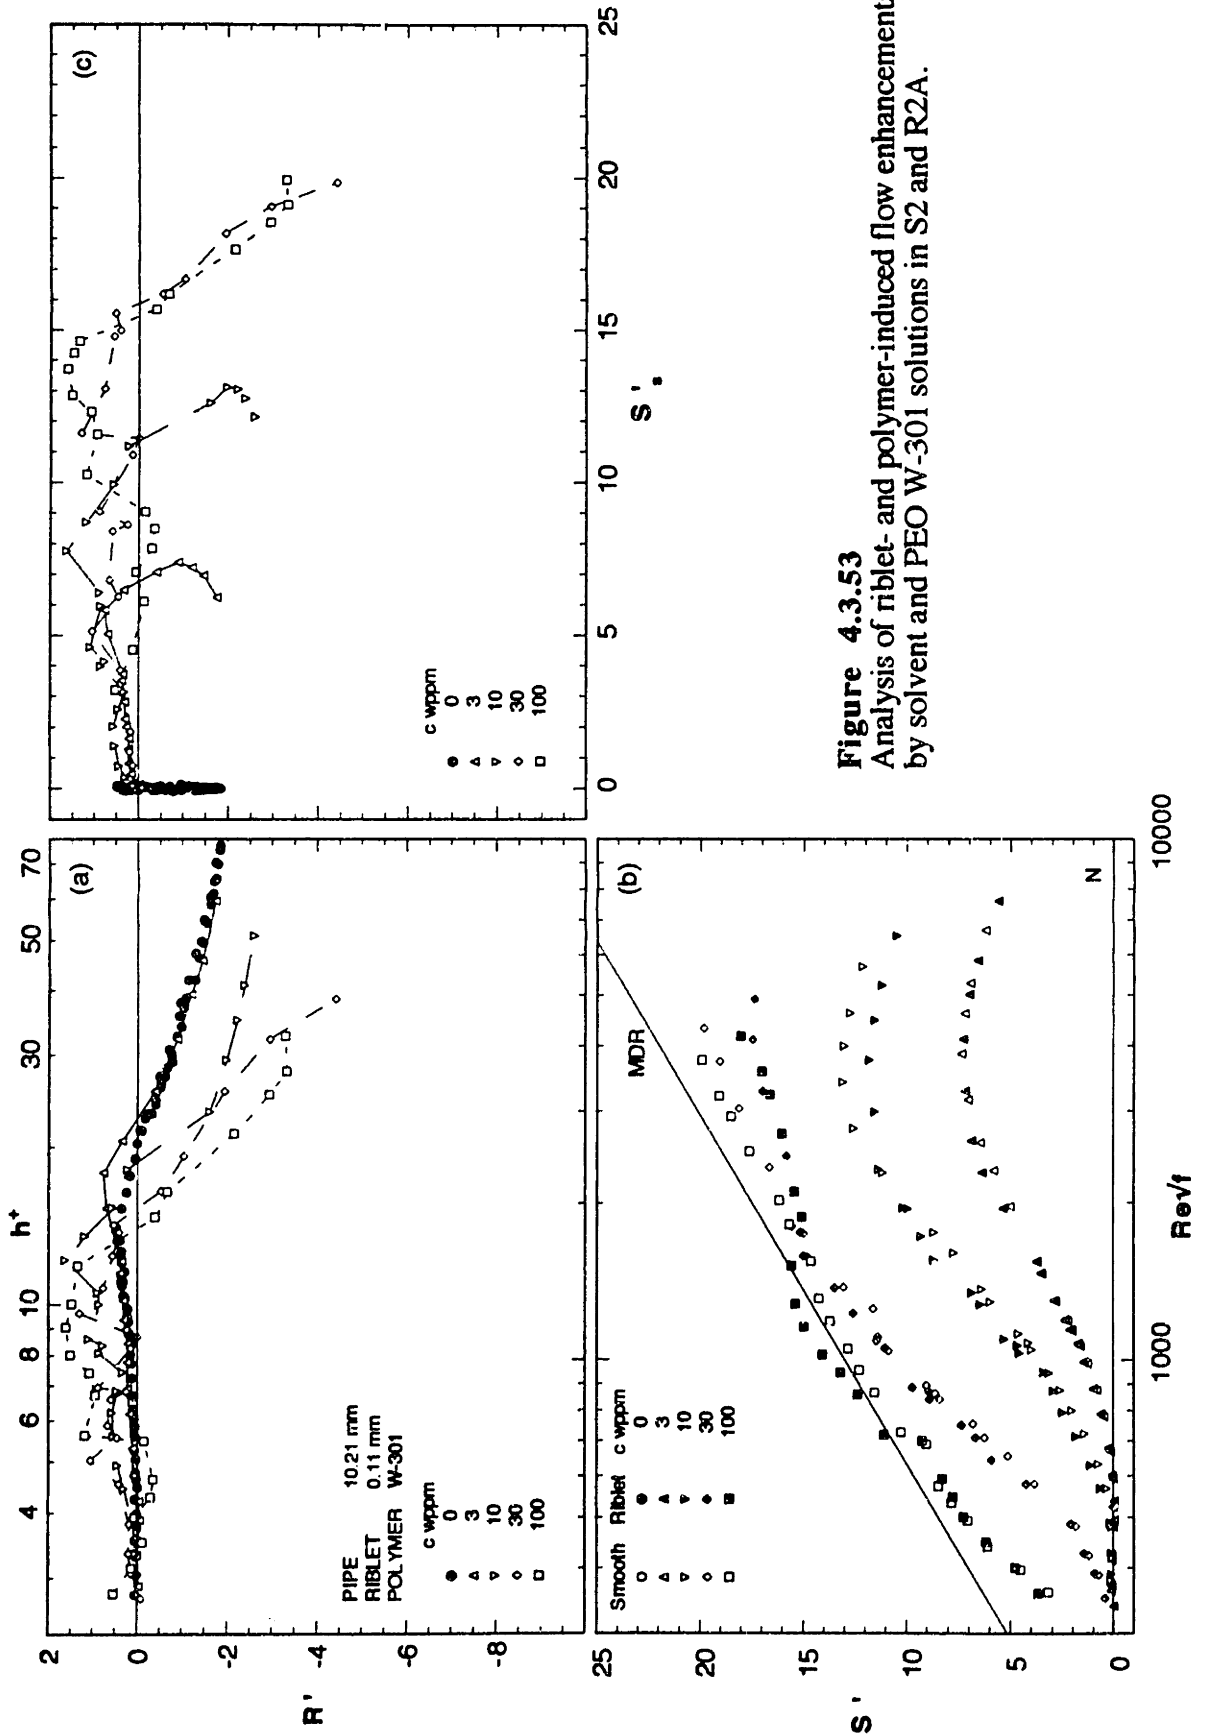 h⁺
4
6
8
10
30
50
70
(a)
2
0
-2
-4
R'
PIPE 10.21 mm
RIBLET 0.11 mm
POLYMER W-301
c wppm
0
3
10
30
100
(c)
c wppm
0
3
10
30
100
0
5
10
15
20
25
S's
(b)
MDR
N
25
20
15
10
5
0
S'
Smooth Riblet c wppm
0
3
10
30
100
1000
10000
Re√f
Figure 4.3.53
Analysis of riblet- and polymer-induced flow enhancement
by solvent and PEO W-301 solutions in S2 and R2A.